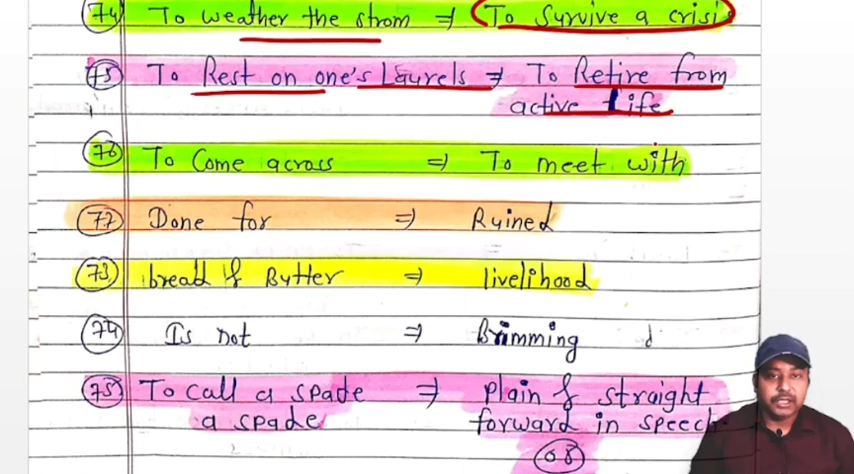 74 To weather the strom ⇒ To Survive a crisis
75 To Rest on one's Laurels ⇒ To Retire from
active Life
76 To Come across ⇒ To meet with
77 Done for ⇒ Ruined
73 bread & Butter ⇒ livelihood
74 Is not ⇒ Brimming d
75 To call a spade ⇒ plain & straight
a spade forward in speech
08